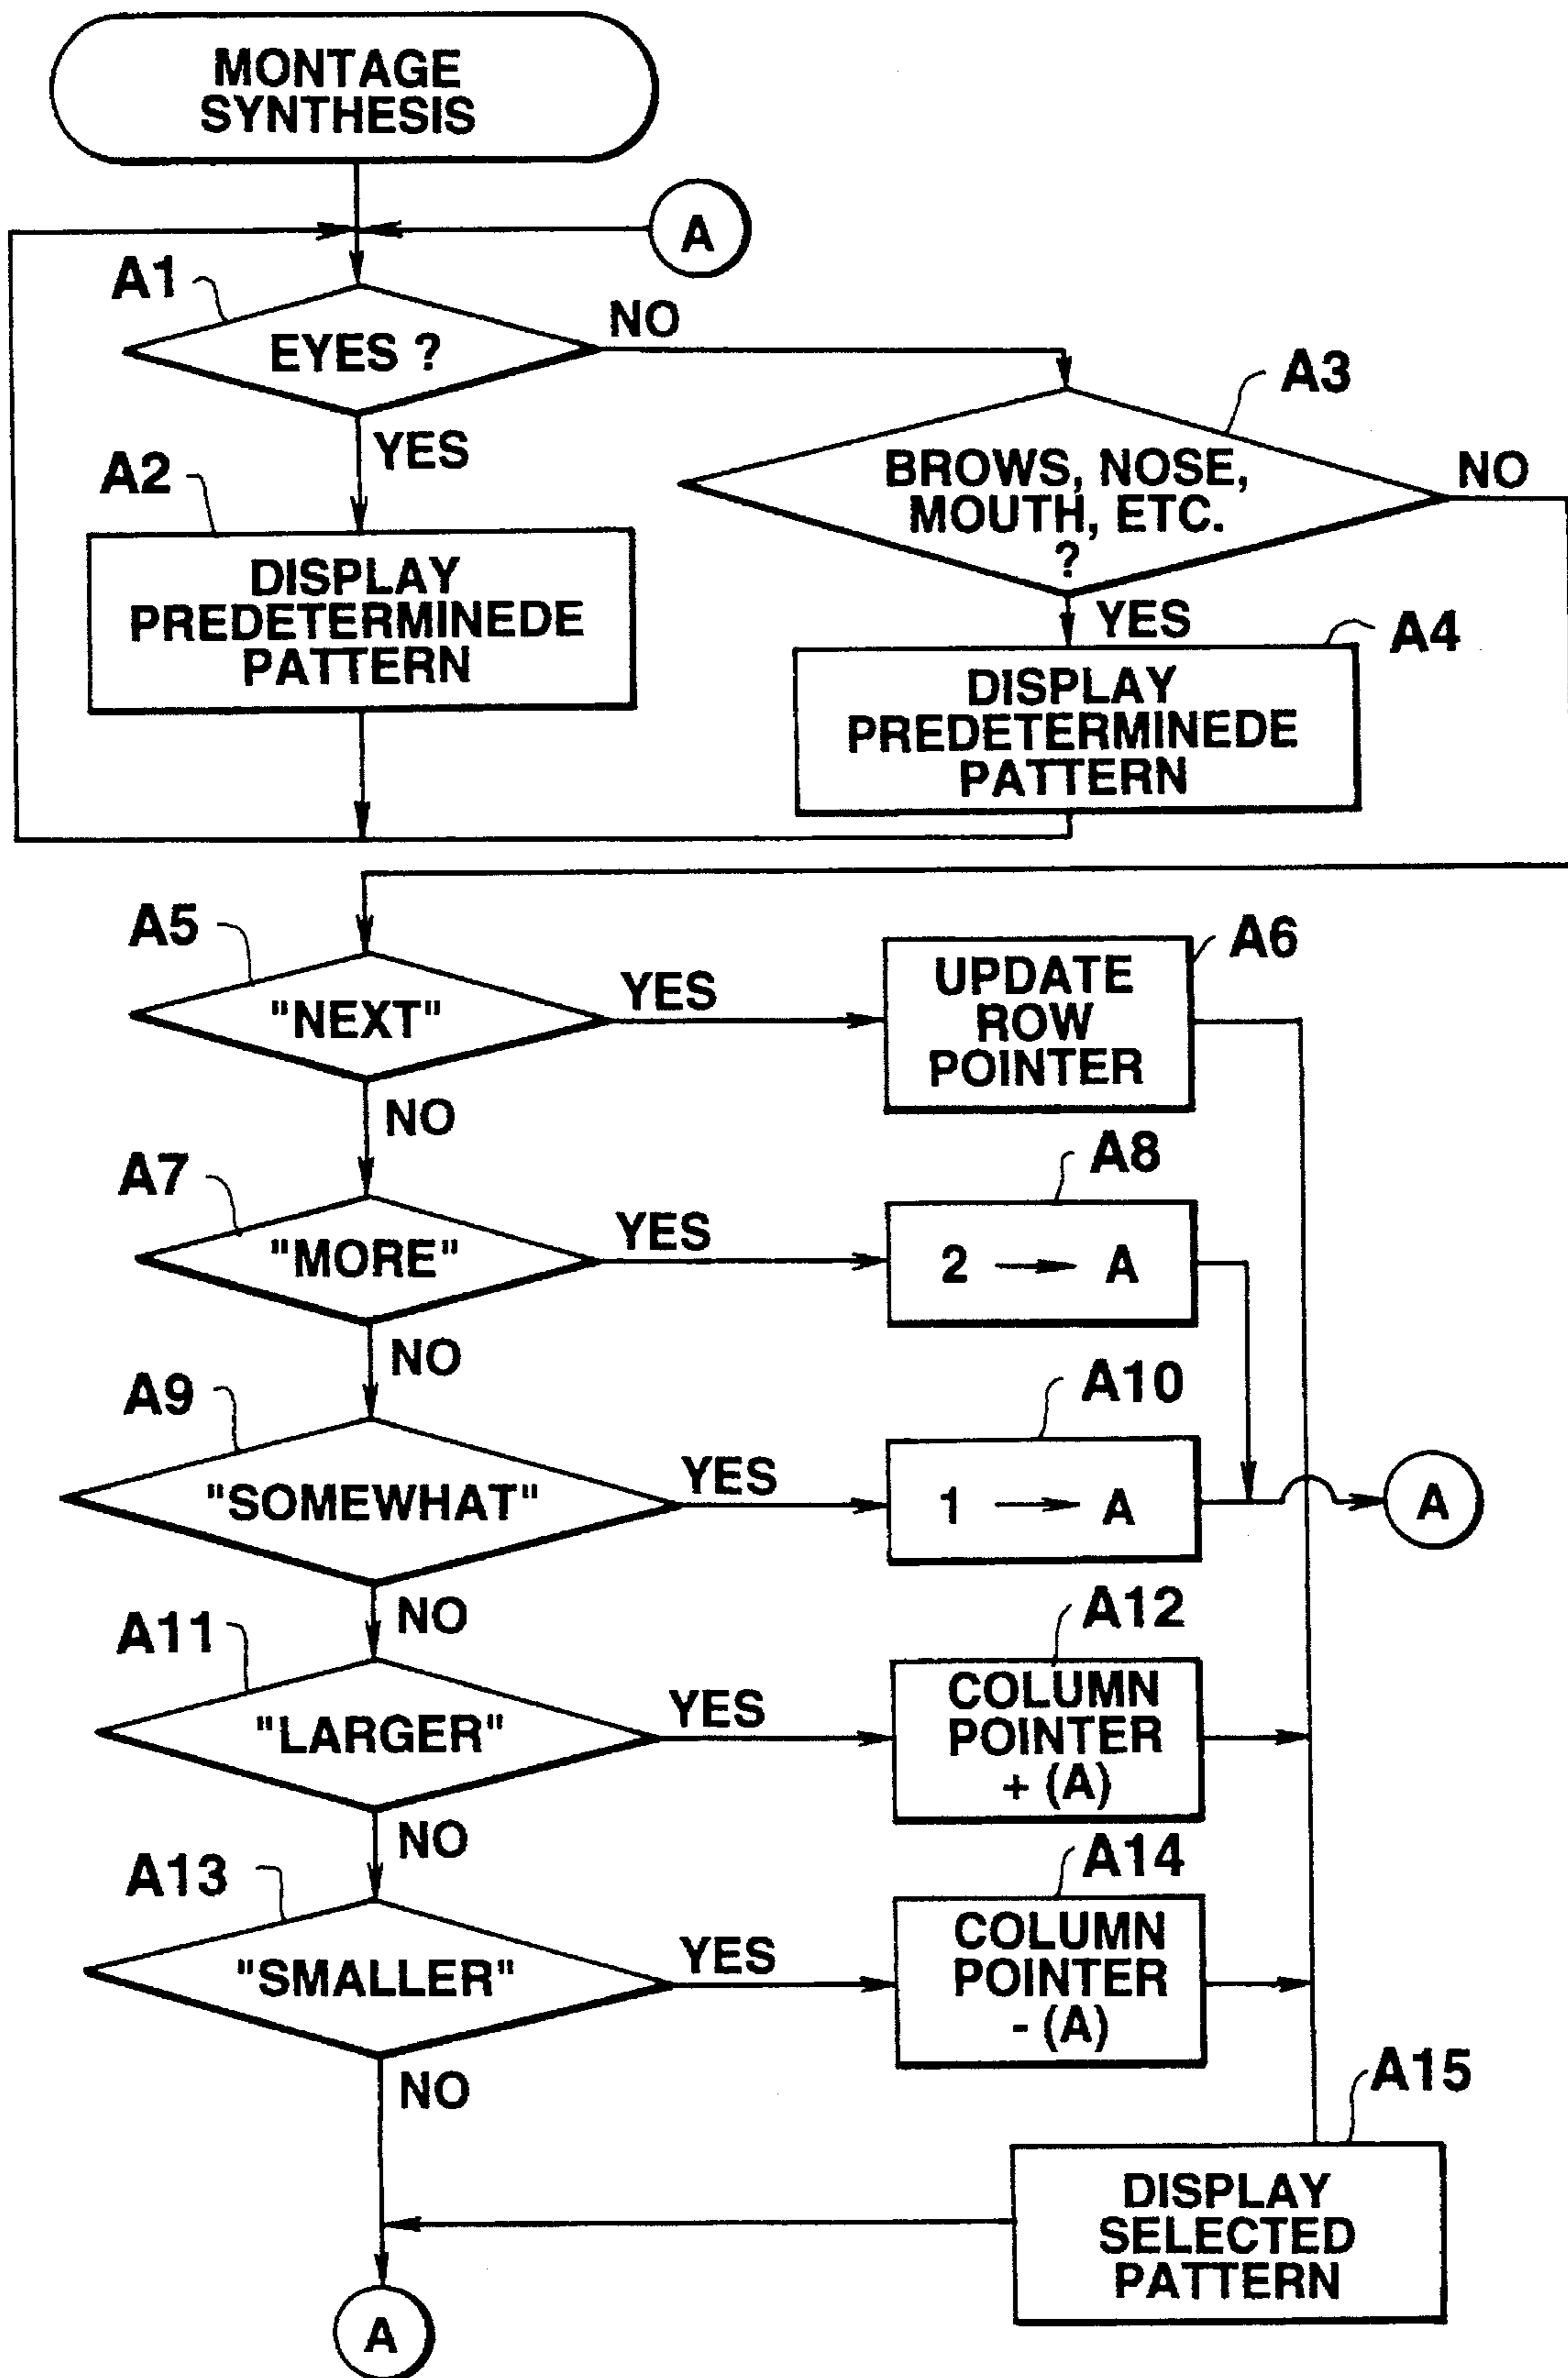 MONTAGE
SYNTHESIS
A
A1
EYES ?
NO
YES
A2
DISPLAY
PREDETERMINEDE
PATTERN
A3
BROWS, NOSE,
MOUTH, ETC.
?
NO
YES
A4
DISPLAY
PREDETERMINEDE
PATTERN
A5
"NEXT"
YES
NO
A6
UPDATE
ROW
POINTER
A7
"MORE"
YES
NO
A8
2 → A
A9
"SOMEWHAT"
YES
NO
A10
1 → A
A
A11
"LARGER"
YES
NO
A12
COLUMN
POINTER
+ (A)
A13
"SMALLER"
YES
NO
A14
COLUMN
POINTER
- (A)
A15
DISPLAY
SELECTED
PATTERN
A